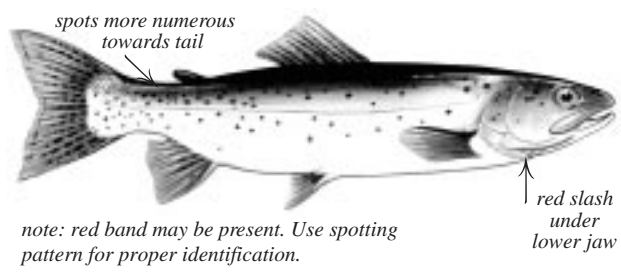 spots more numerous
towards tail
red slash
under
lower jaw
note: red band may be present. Use spotting
pattern for proper identification.